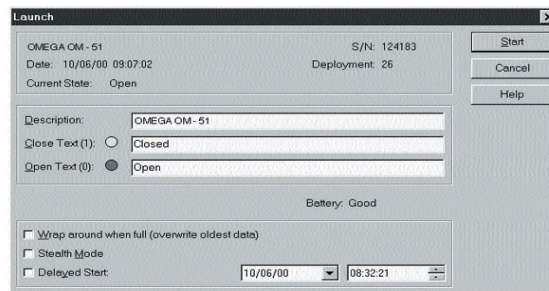 Launch
OMEGA OM - 51 S/N: 124183
Date: 10/06/00 09:07:02 Deployment: 26
Current State: Open
Start
Cancel
Help
Description: OMEGA OM - 51
Close Text (1): Closed
Open Text (0): Open
Battery: Good
Wrap around when full (overwrite oldest data)
Stealth Mode
Delayed Start: 10/06/00 08:32:21